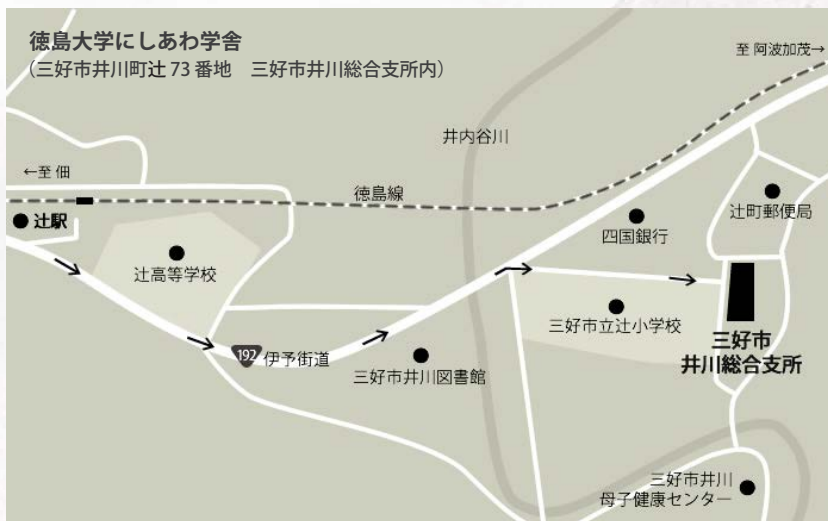 徳島大学にしあわ学舎
(三好市井川町辻 73 番地　三好市井川総合支所内)
至 阿波加茂→
井内谷川
←至 佃
徳島線
辻駅
辻町郵便局
四国銀行
辻高等学校
三好市立辻小学校
三好市
井川総合支所
192 伊予街道
三好市井川図書館
三好市井川
母子健康センター